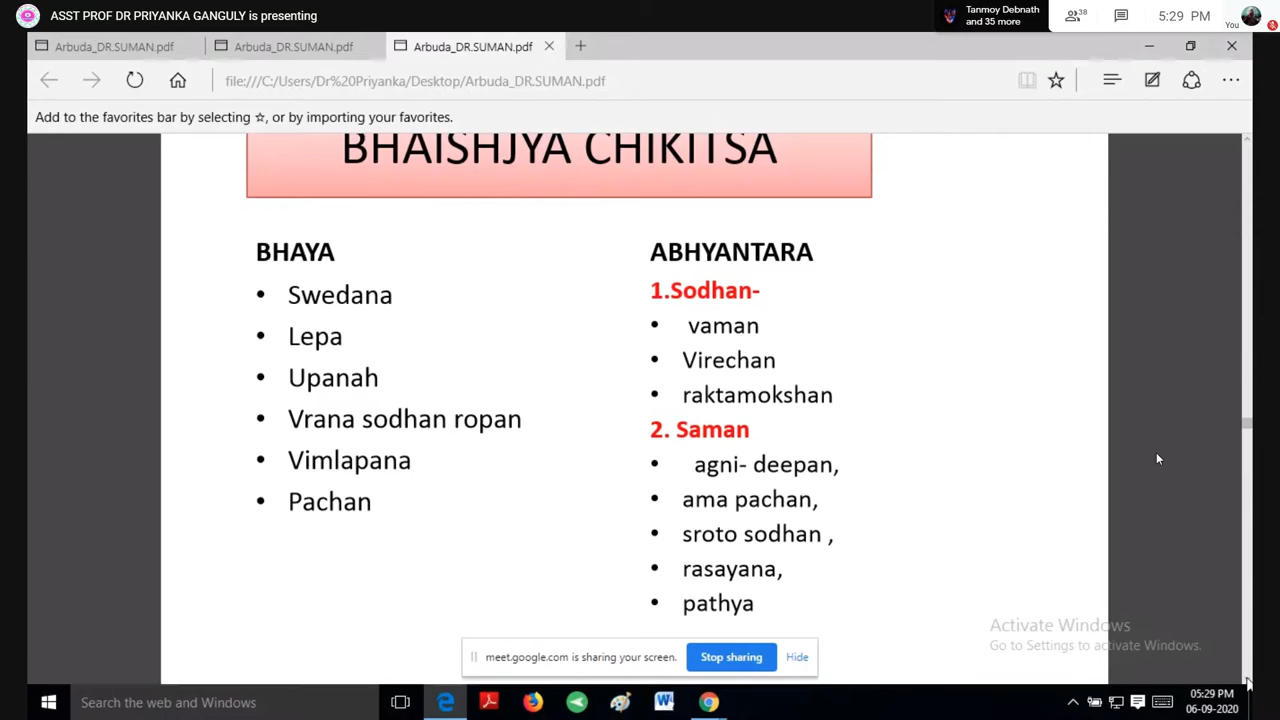 ASST PROF DR PRIYANKA GANGULY is presenting
Tanmoy Debnath
and 35 more
38
5:29 PM
You
Arbuda_DR.SUMAN.pdf
Arbuda_DR.SUMAN.pdf
Arbuda_DR.SUMAN.pdf
file:///C:/Users/Dr%20Priyanka/Desktop/Arbuda_DR.SUMAN.pdf
Add to the favorites bar by selecting ☆, or by importing your favorites.
BHAISHJYA CHIKITSA
BHAYA
• Swedana
• Lepa
• Upanah
• Vrana sodhan ropan
• Vimlapana
• Pachan
ABHYANTARA
1.Sodhan-
• vaman
• Virechan
• raktamokshan
2. Saman
• agni- deepan,
• ama pachan,
• sroto sodhan ,
• rasayana,
• pathya
Activate Windows
Go to Settings to activate Windows.
meet.google.com is sharing your screen.
Stop sharing
Hide
Search the web and Windows
05:29 PM
06-09-2020